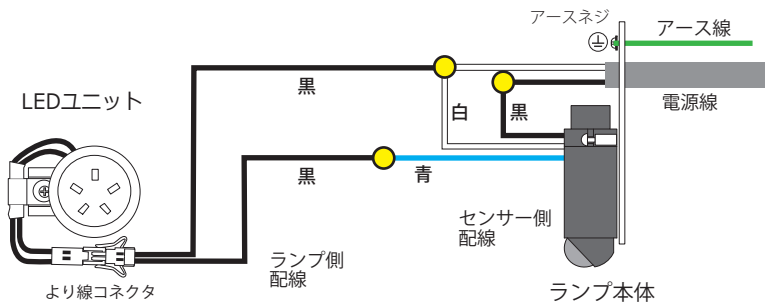 アースネジ
アース線
黒
LEDユニット
電源線
白
黒
黒
青
センサー側
配線
ランプ側
配線
より線コネクタ
ランプ本体